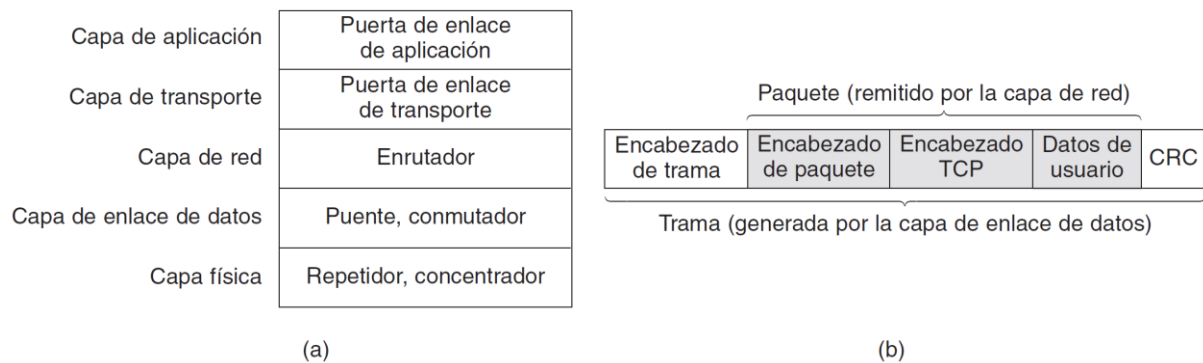 Capa de aplicación
Puerta de enlace
de aplicación
Capa de transporte
Puerta de enlace
de transporte
Capa de red
Enrutador
Capa de enlace de datos
Puente, conmutador
Capa física
Repetidor, concentrador
(a)
Paquete (remitido por la capa de red)
Encabezado
de trama
Encabezado
de paquete
Encabezado
TCP
Datos de
usuario
CRC
Trama (generada por la capa de enlace de datos)
(b)